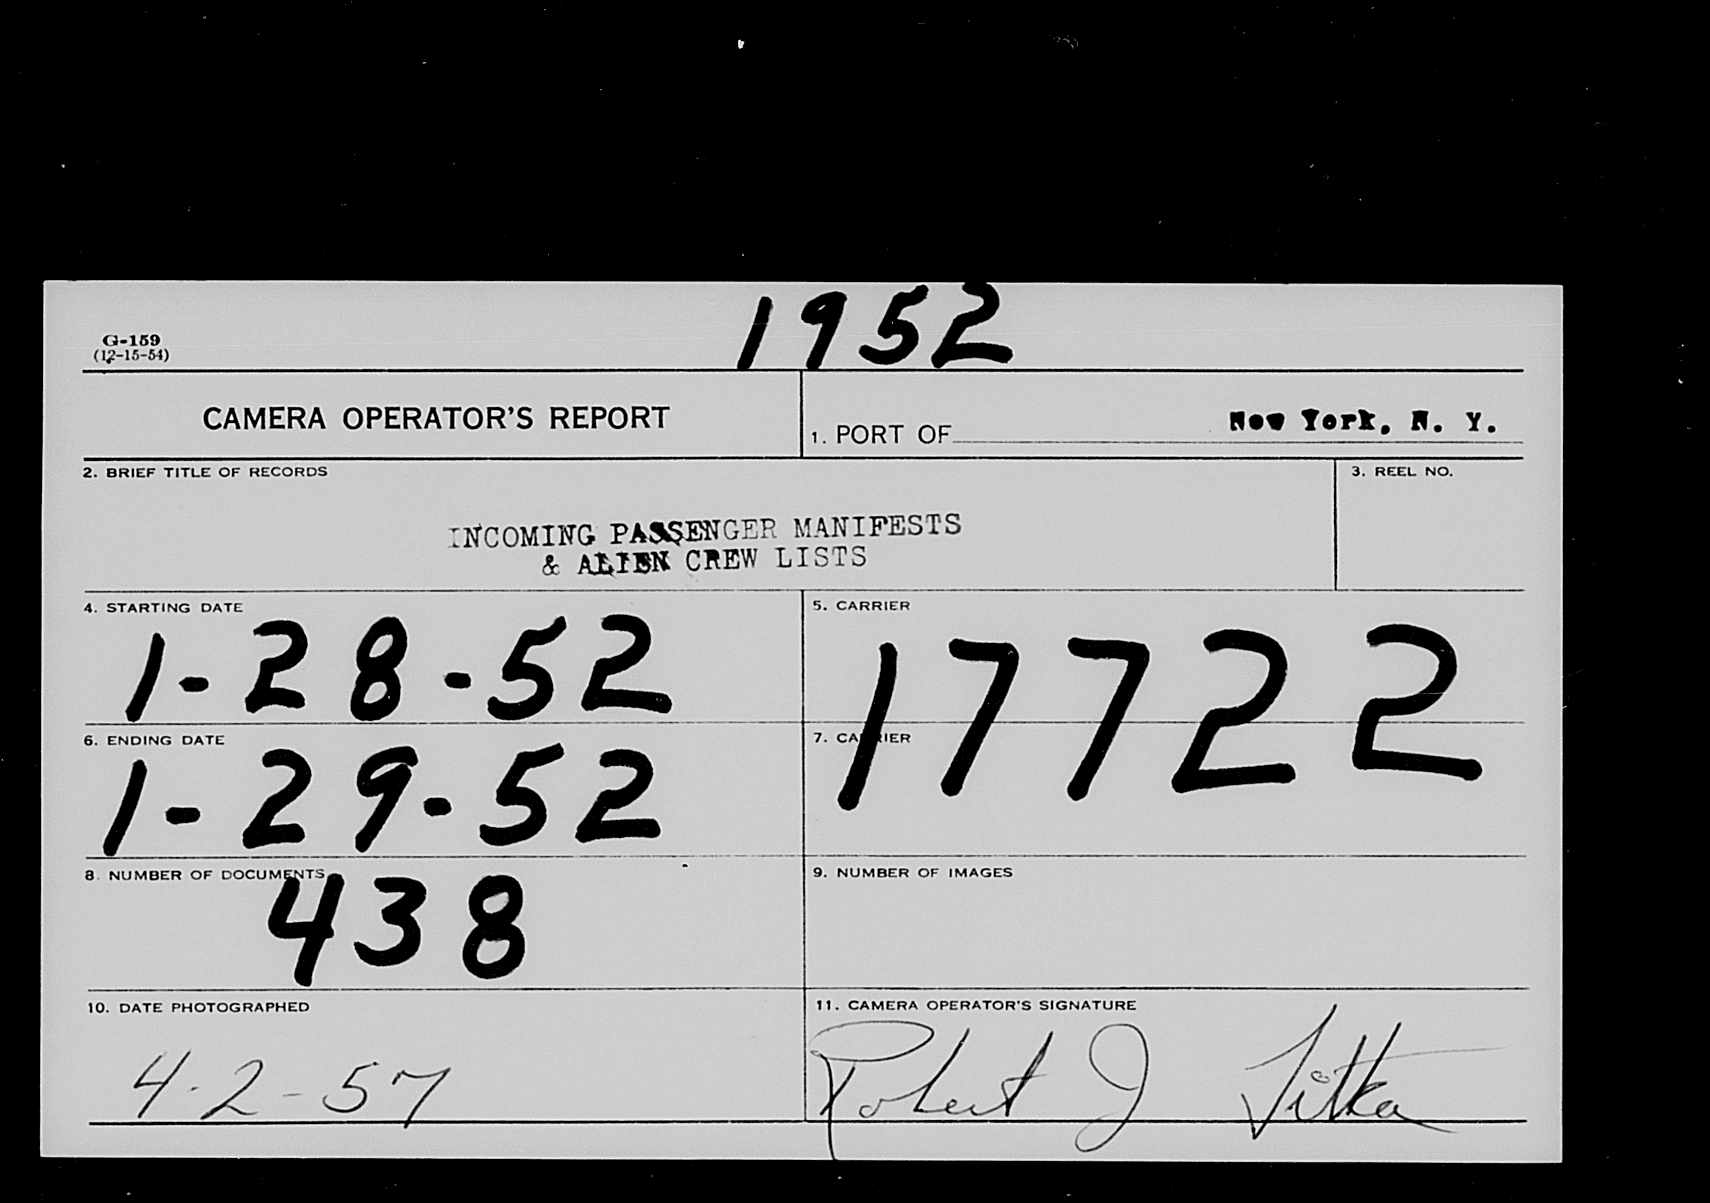 1952
G-159
(12-15-54)
CAMERA OPERATOR'S REPORT
1. PORT OF New York, N. Y.
2. BRIEF TITLE OF RECORDS
3. REEL NO.
INCOMING PASSENGER MANIFESTS
& ALIEN CREW LISTS
4. STARTING DATE
1-28-52
5. CARRIER
17722
6. ENDING DATE
1-29-52
7. CARRIER
8. NUMBER OF DOCUMENTS
438
9. NUMBER OF IMAGES
10. DATE PHOTOGRAPHED
4-2-57
11. CAMERA OPERATOR'S SIGNATURE
Robert J